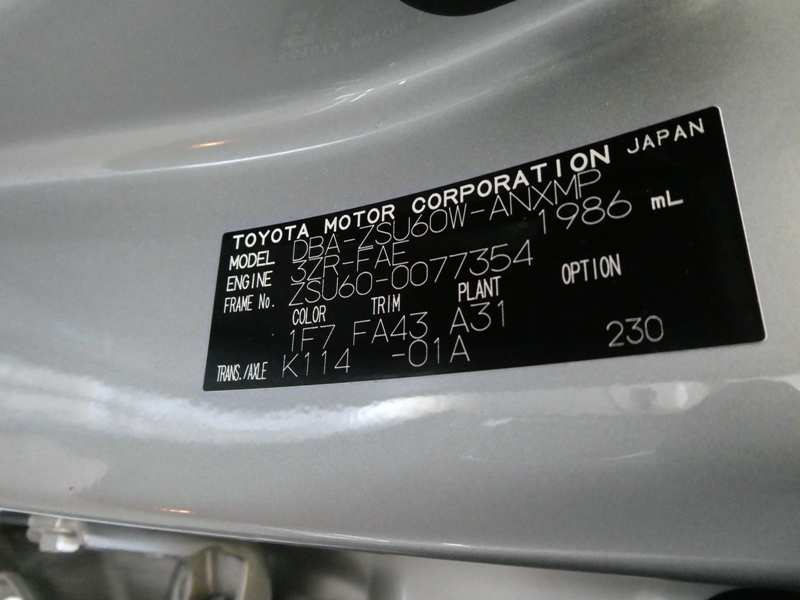 TOYOTA MOTOR CORPORATION JAPAN
MODEL DBA-ZSU60W-ANXMP
ENGINE 3ZR-FAE 1986 mL
FRAME No. ZSU60-0077354
COLOR TRIM PLANT OPTION
1F7 FA43 A31
TRANS./AXLE K114 -01A 230